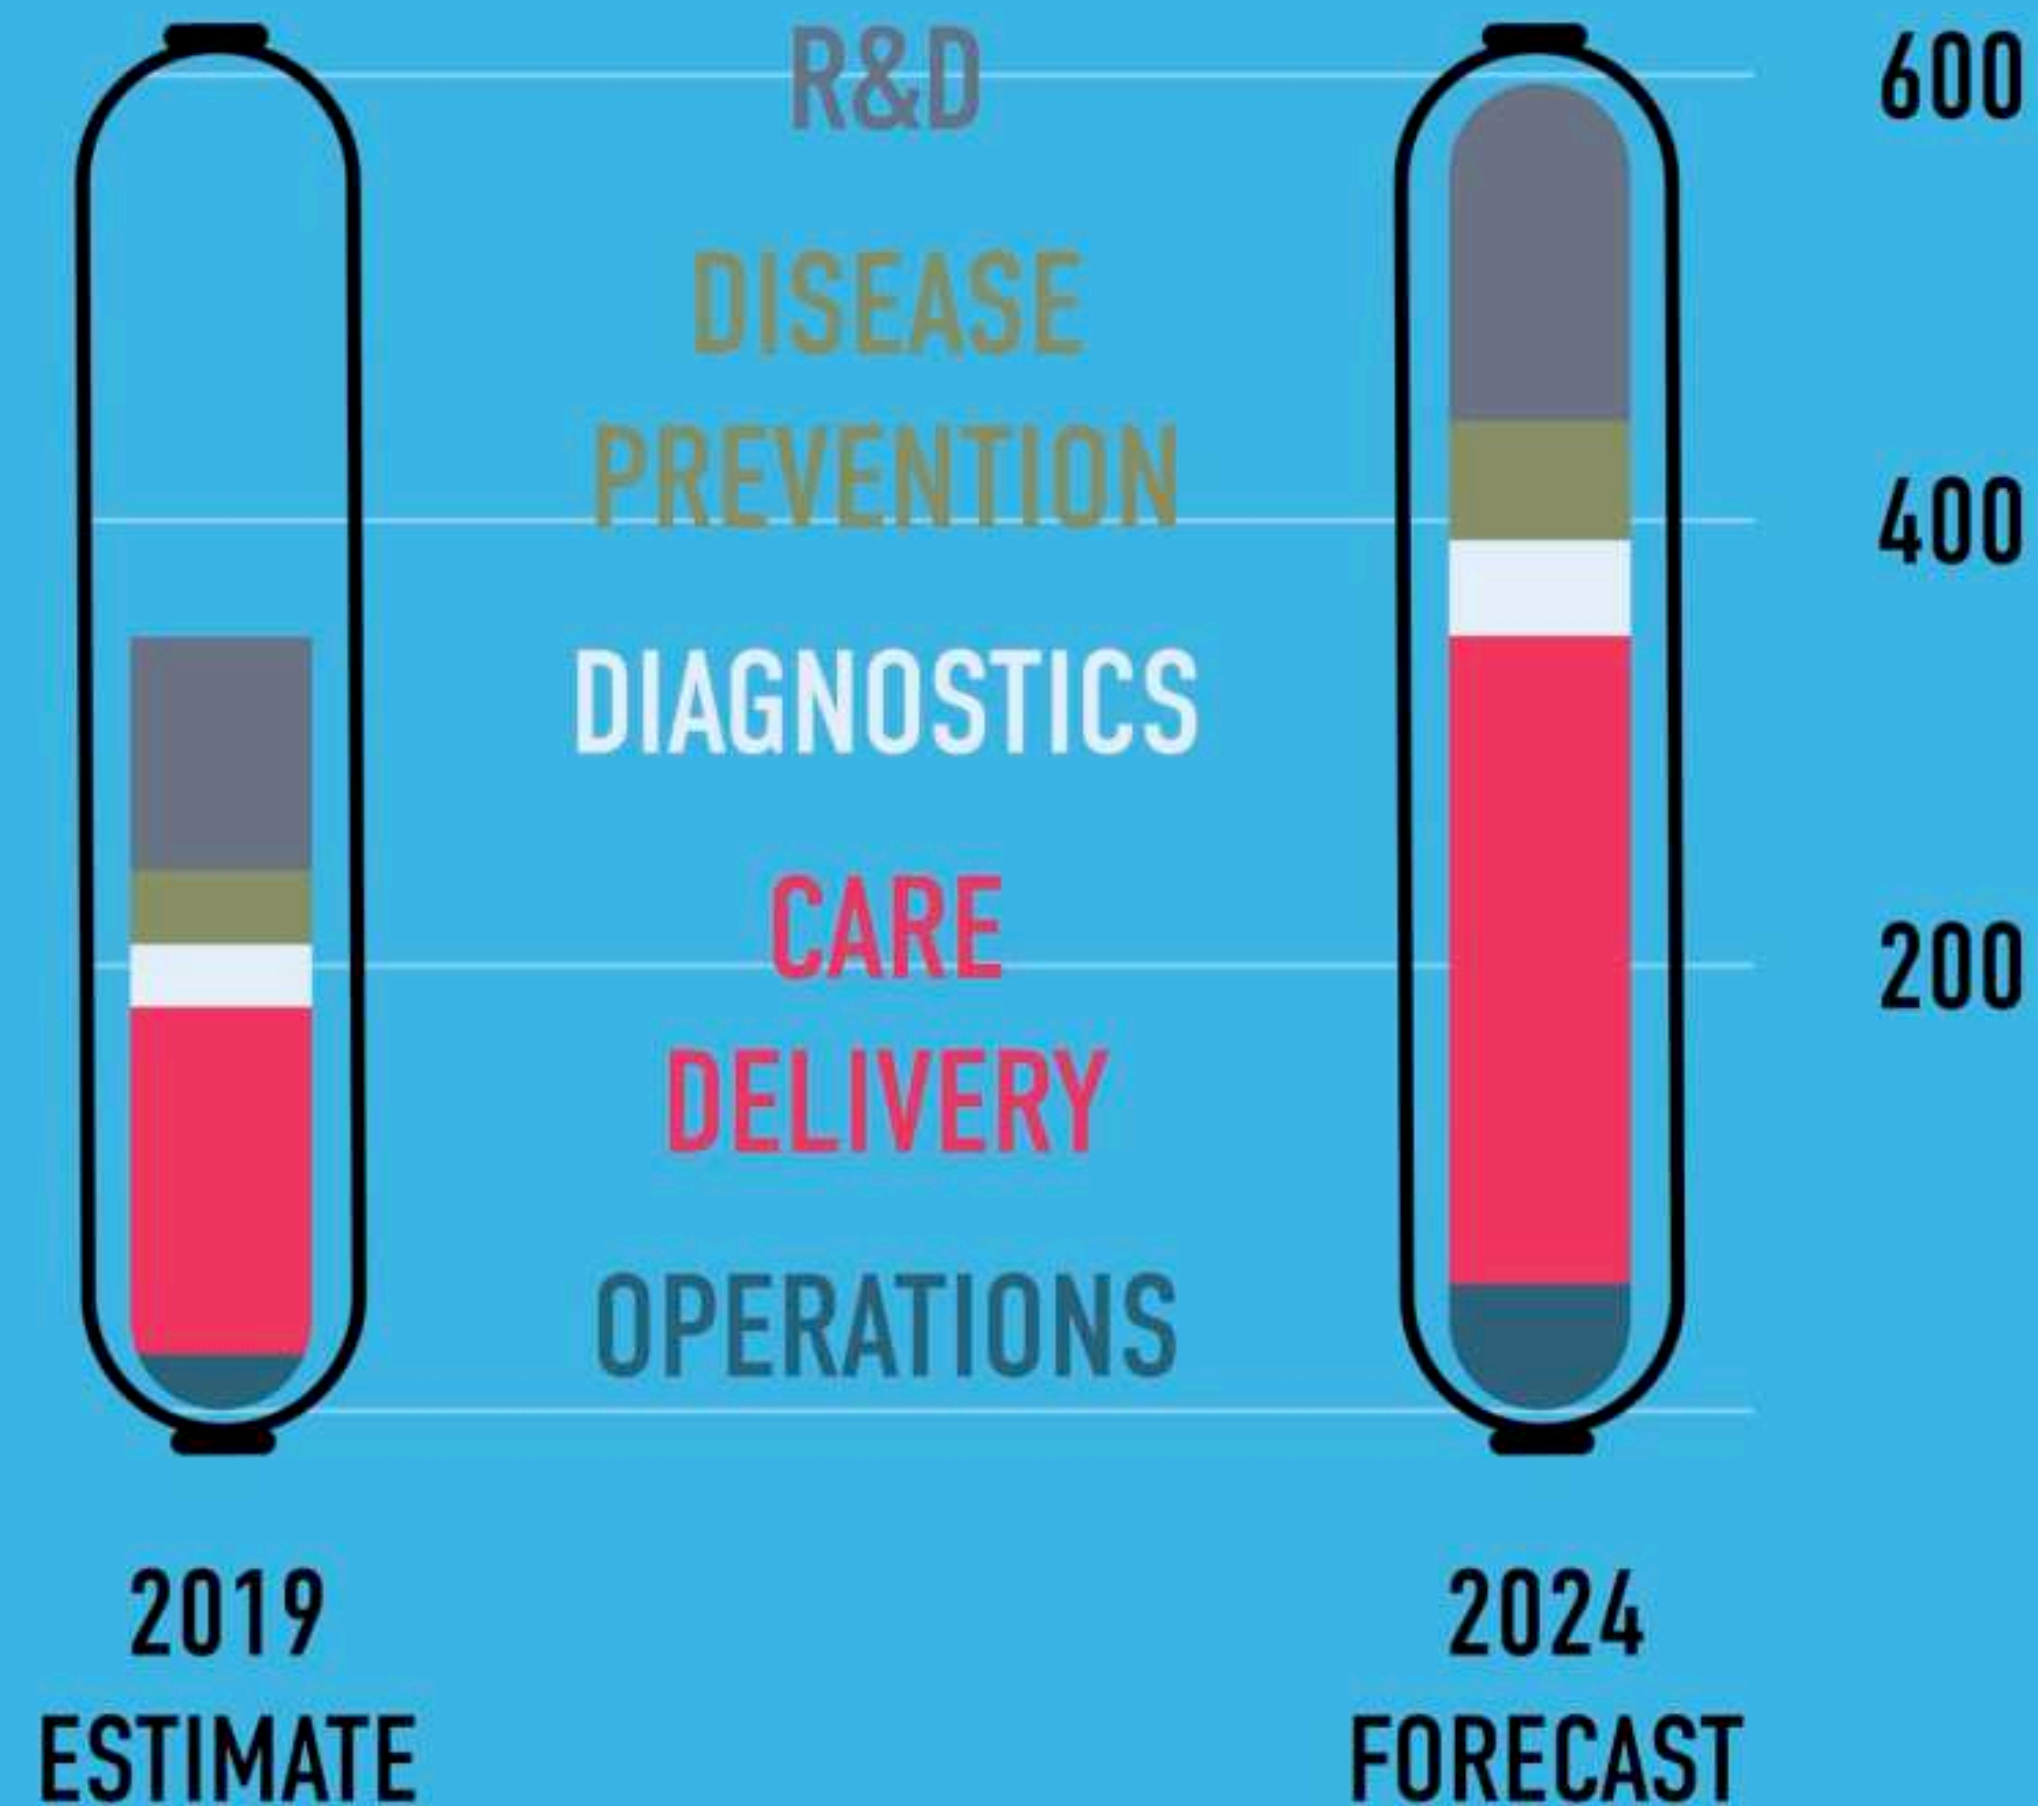 R&D
600
DISEASE
PREVENTION
400
DIAGNOSTICS
CARE
200
DELIVERY
OPERATIONS
2019
ESTIMATE
2024
FORECAST